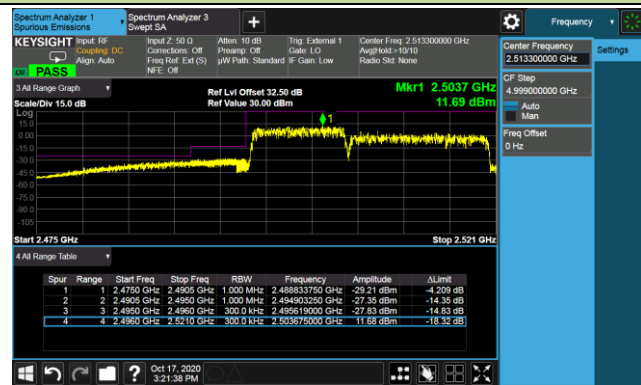 Spectrum Analyzer 1
Spurious Emissions
Spectrum Analyzer 3
Swept SA
Frequency
KEYSIGHT
Input: RF
Coupling: DC
Align: Auto
Input Z: 50 Ω
Corrections: Off
Freq Ref: Ext (S)
NFE: Off
Atten: 10 dB
Preamp: Off
µW Path: Standard
Trig: External 1
Gate: LO
IF Gain: Low
Center Freq: 2.513300000 GHz
Avg|Hold:>10/10
Radio Std: None
PASS
Center Frequency
2.513300000 GHz
Settings
CF Step
4.999000000 GHz
Auto
Man
Freq Offset
0 Hz
3 All Range Graph
Scale/Div 15.0 dB
Ref Lvl Offset 32.50 dB
Ref Value 30.00 dBm
Mkr1 2.5037 GHz
11.69 dBm
Log
15.0
0.00
-15.0
-30.0
-45.0
-60.0
-75.0
-90.0
-105
1
Start 2.475 GHz
Stop 2.521 GHz
4 All Range Table
Spur Range Start Freq Stop Freq RBW Frequency Amplitude ΔLimit
1 1 2.4750 GHz 2.4905 GHz 1.000 MHz 2.488833750 GHz -29.21 dBm -4.209 dB
2 2 2.4905 GHz 2.4950 GHz 1.000 MHz 2.494903250 GHz -27.35 dBm -14.35 dB
3 3 2.4950 GHz 2.4960 GHz 300.0 kHz 2.495619000 GHz -27.83 dBm -14.83 dB
4 4 2.4960 GHz 2.5210 GHz 300.0 kHz 2.503675000 GHz 11.68 dBm -18.32 dB
Oct 17, 2020
3:21:38 PM